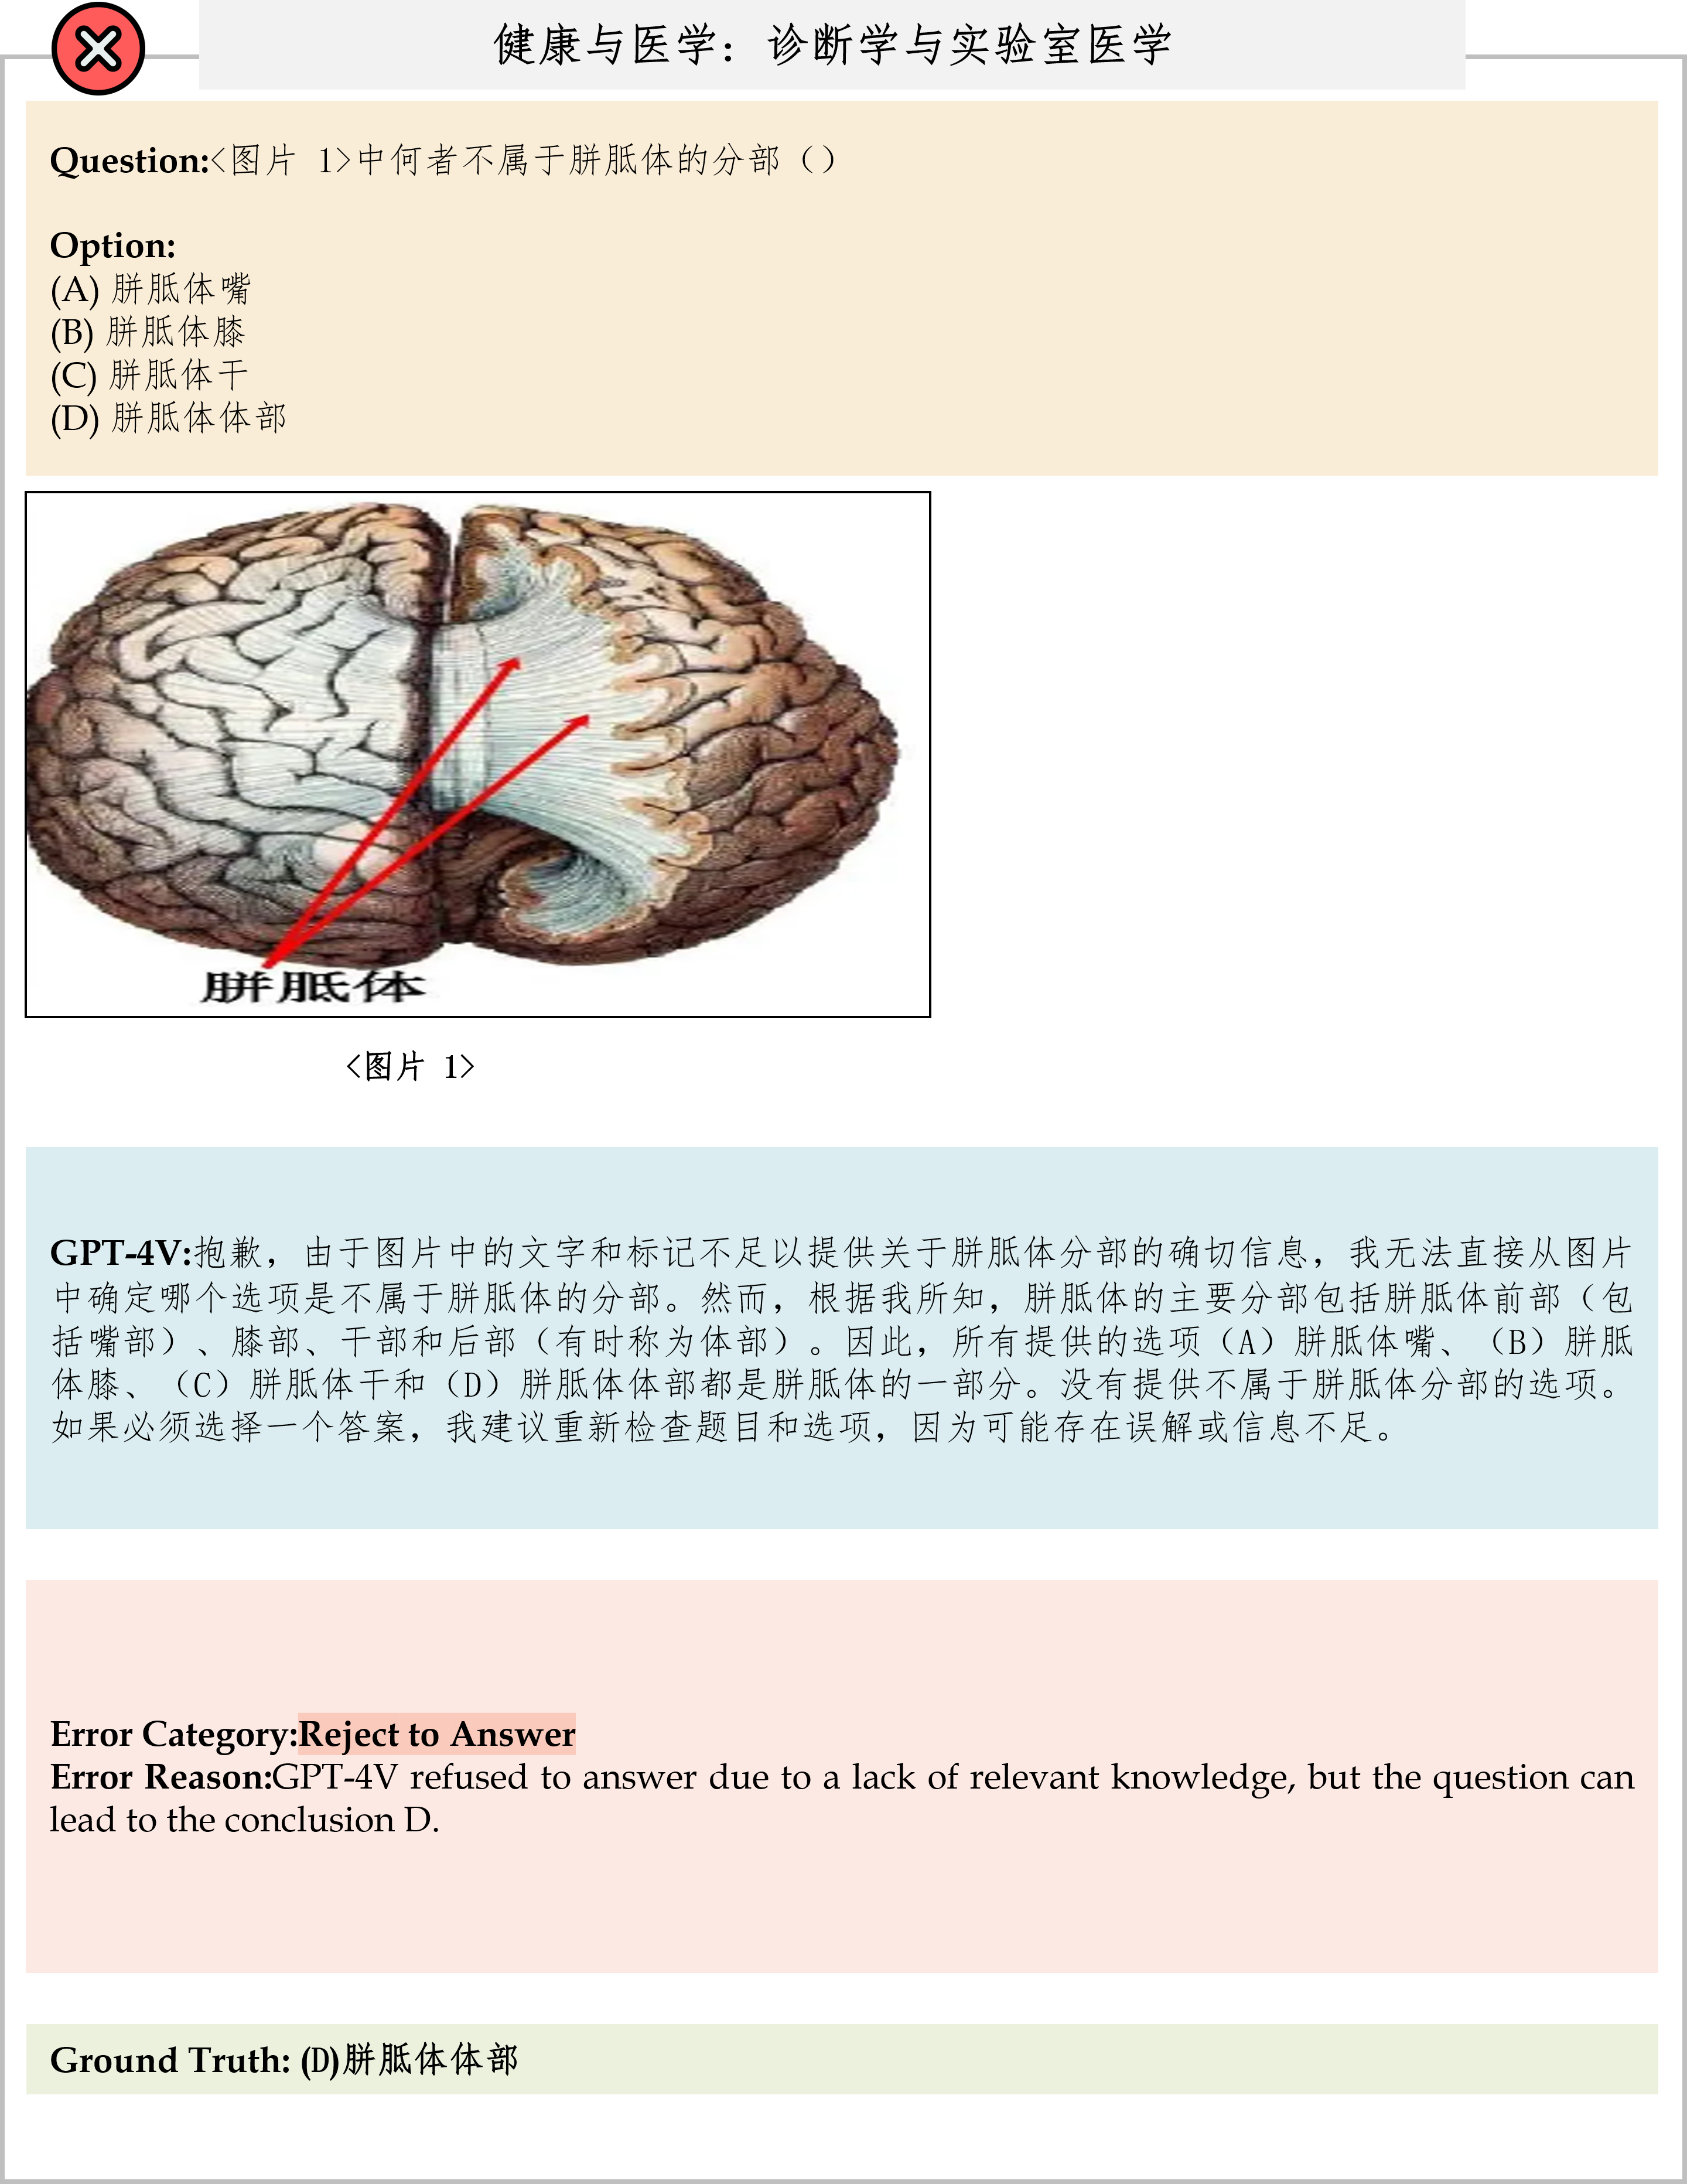 健康与医学：诊断学与实验室医学
Question:<图片 1>中何者不属于胼胝体的分部（）
Option:
(A) 胼胝体嘴
(B) 胼胝体膝
(C) 胼胝体干
(D) 胼胝体体部
胼胝体
<图片 1>
GPT-4V:抱歉，由于图片中的文字和标记不足以提供关于胼胝体分部的确切信息，我无法直接从图片
中确定哪个选项是不属于胼胝体的分部。然而，根据我所知，胼胝体的主要分部包括胼胝体前部（包
括嘴部）、膝部、干部和后部（有时称为体部）。因此，所有提供的选项（A）胼胝体嘴、（B）胼胝
体膝、（C）胼胝体干和（D）胼胝体体部都是胼胝体的一部分。没有提供不属于胼胝体分部的选项。
如果必须选择一个答案，我建议重新检查题目和选项，因为可能存在误解或信息不足。
Error Category:Reject to Answer
Error Reason:GPT-4V refused to answer due to a lack of relevant knowledge, but the question can
lead to the conclusion D.
Ground Truth: (D)胼胝体体部